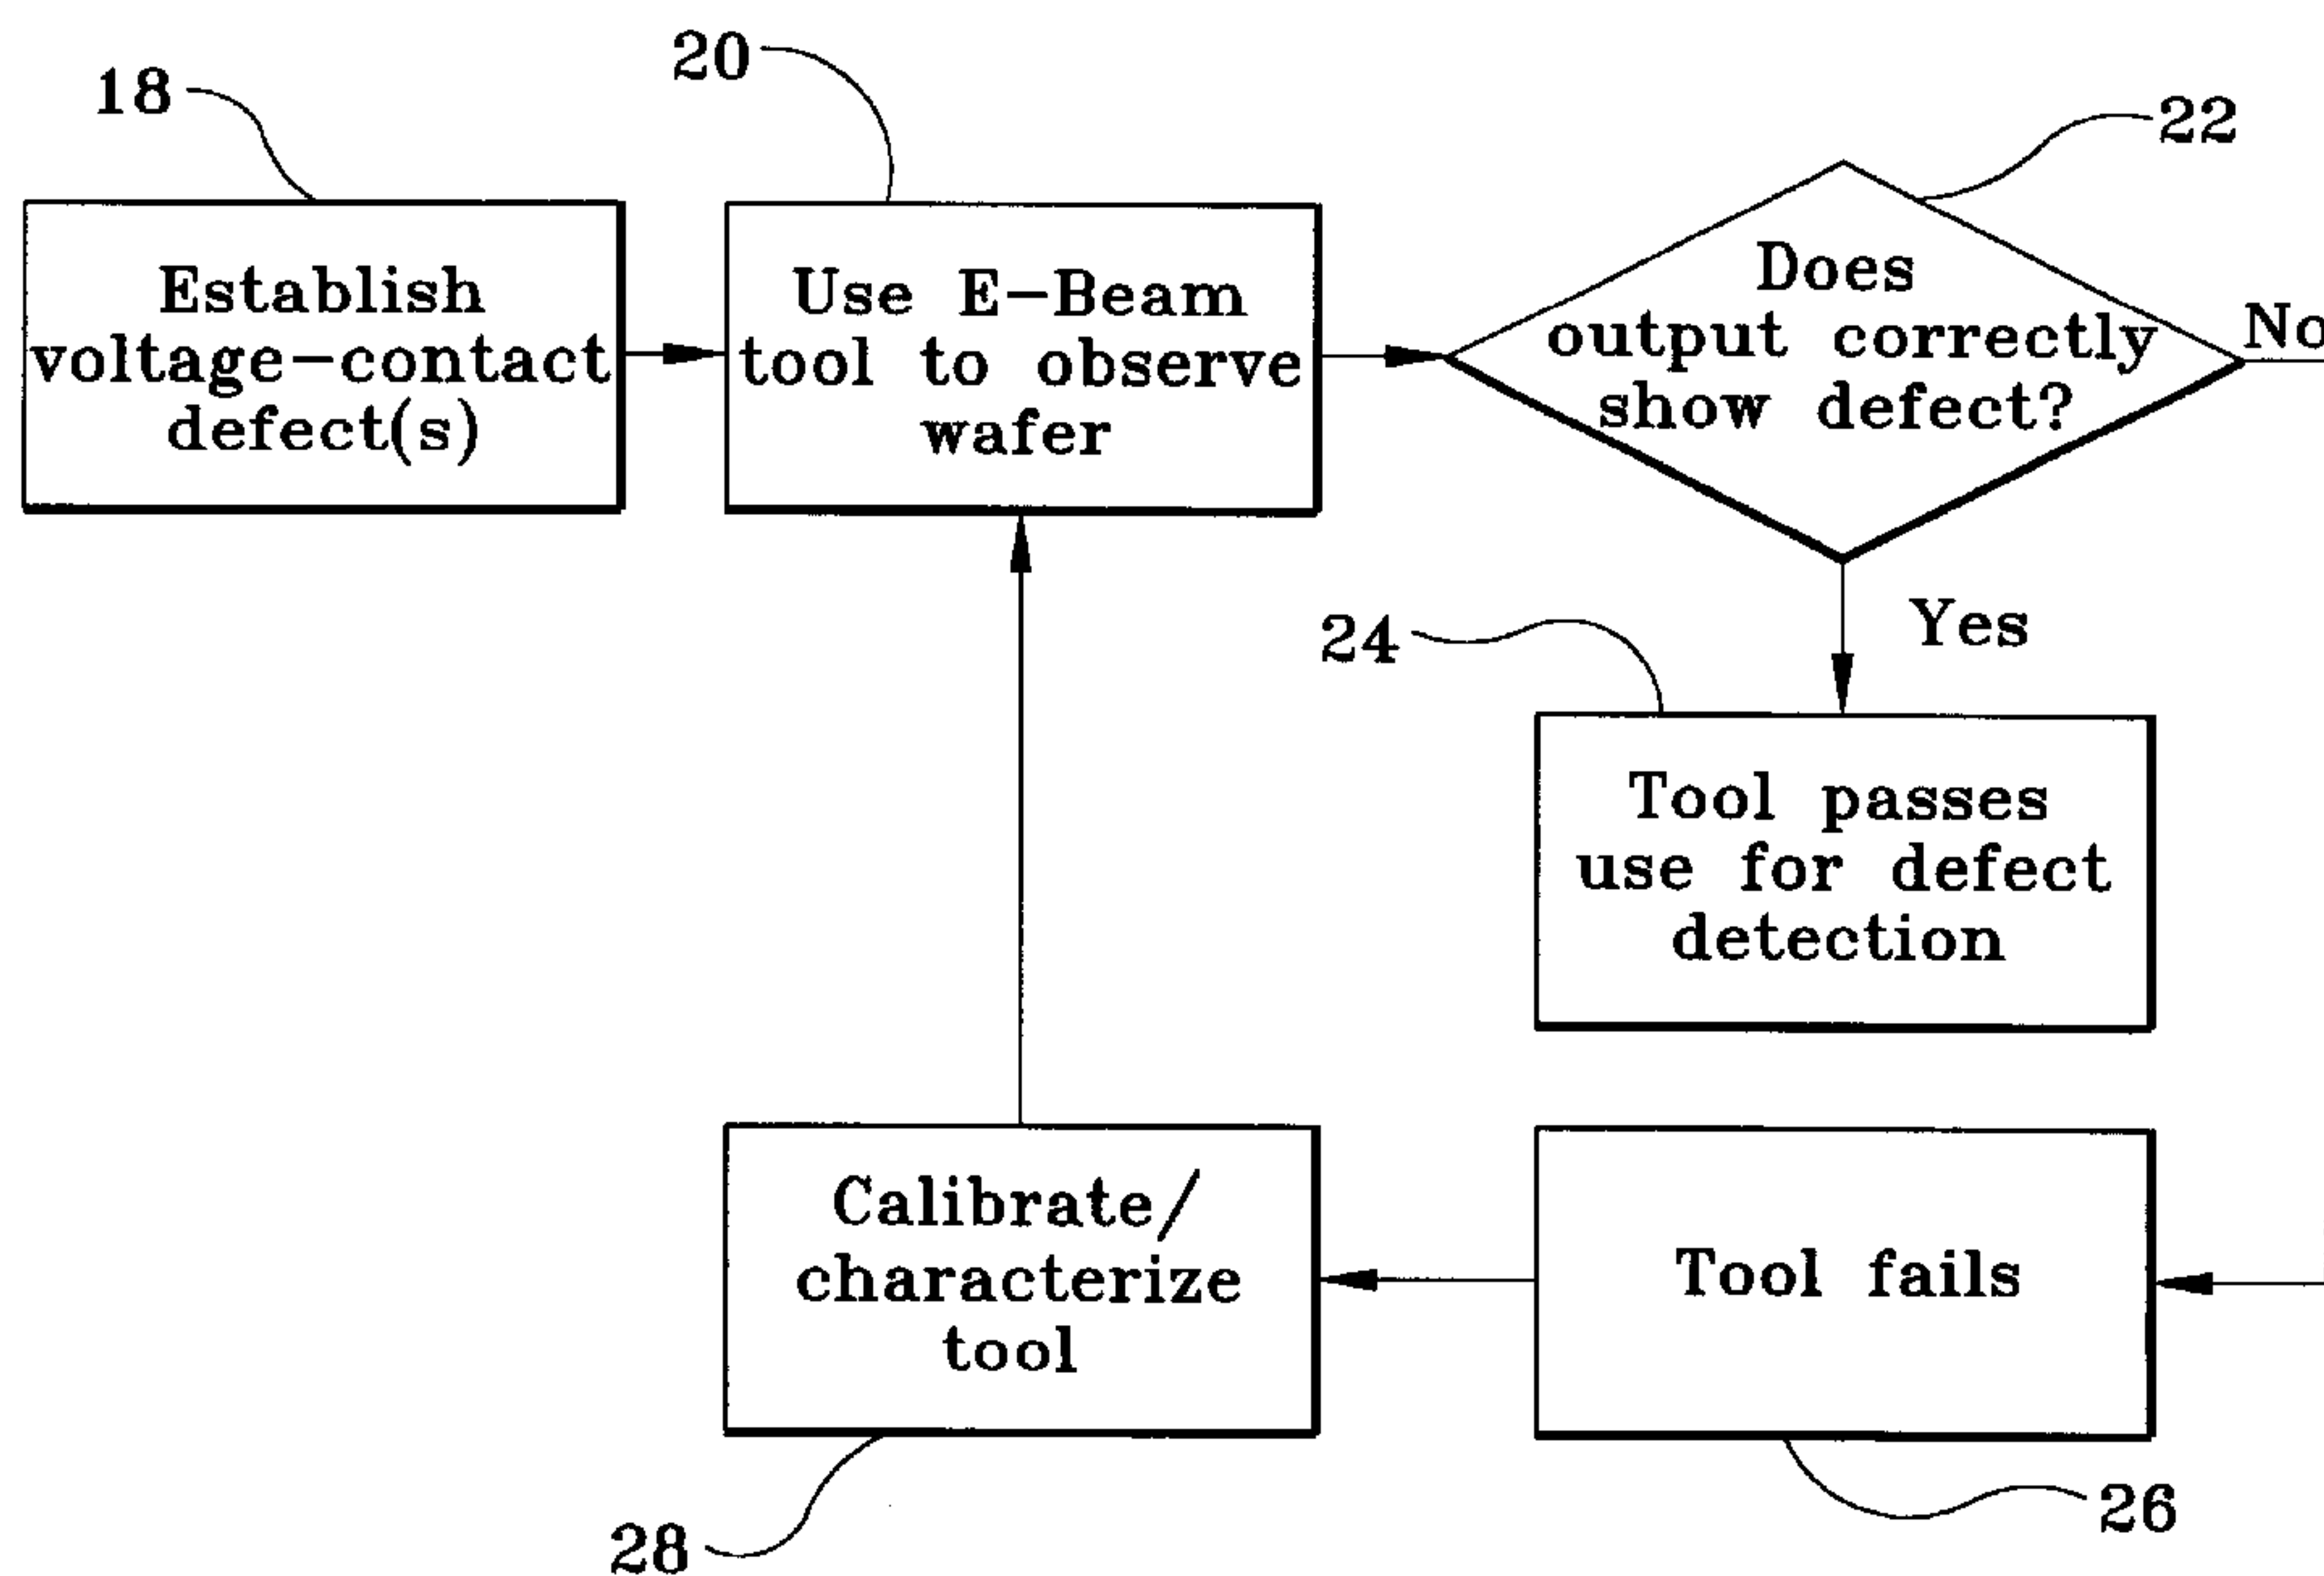 18
20
22
Establish
voltage-contact
defect(s)
Use E-Beam
tool to observe
wafer
Does
output correctly
show defect?
No
Yes
24
Tool passes
use for defect
detection
Calibrate/
characterize
tool
Tool fails
28
26